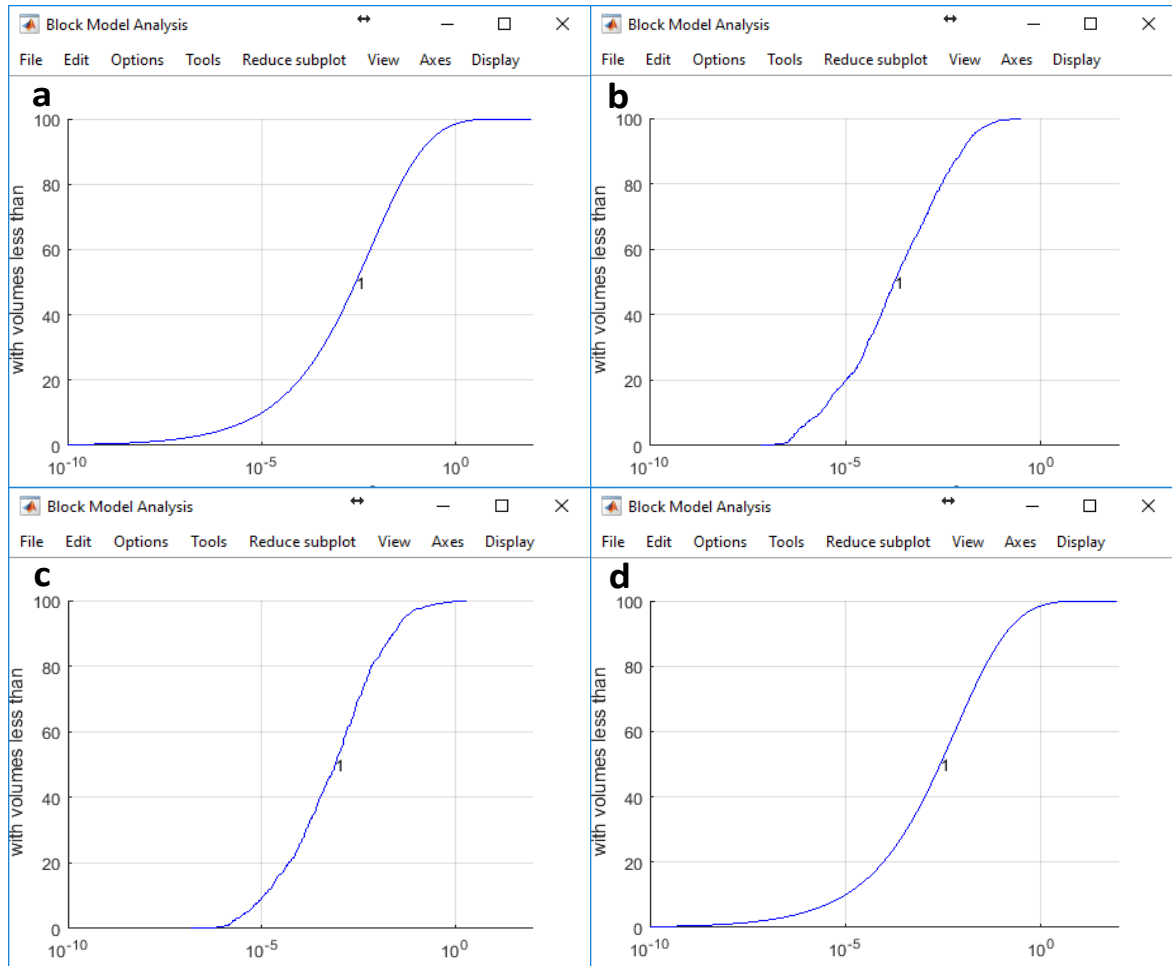 Block Model Analysis
File Edit Options Tools Reduce subplot View Axes Display
a
with volumes less than
100
80
60
40
20
0
1
10-10 10-5 100
Block Model Analysis
File Edit Options Tools Reduce subplot View Axes Display
b
with volumes less than
100
80
60
40
20
0
1
10-10 10-5 100
Block Model Analysis
File Edit Options Tools Reduce subplot View Axes Display
c
with volumes less than
100
80
60
40
20
0
1
10-10 10-5 100
Block Model Analysis
File Edit Options Tools Reduce subplot View Axes Display
d
with volumes less than
100
80
60
40
20
0
1
10-10 10-5 100